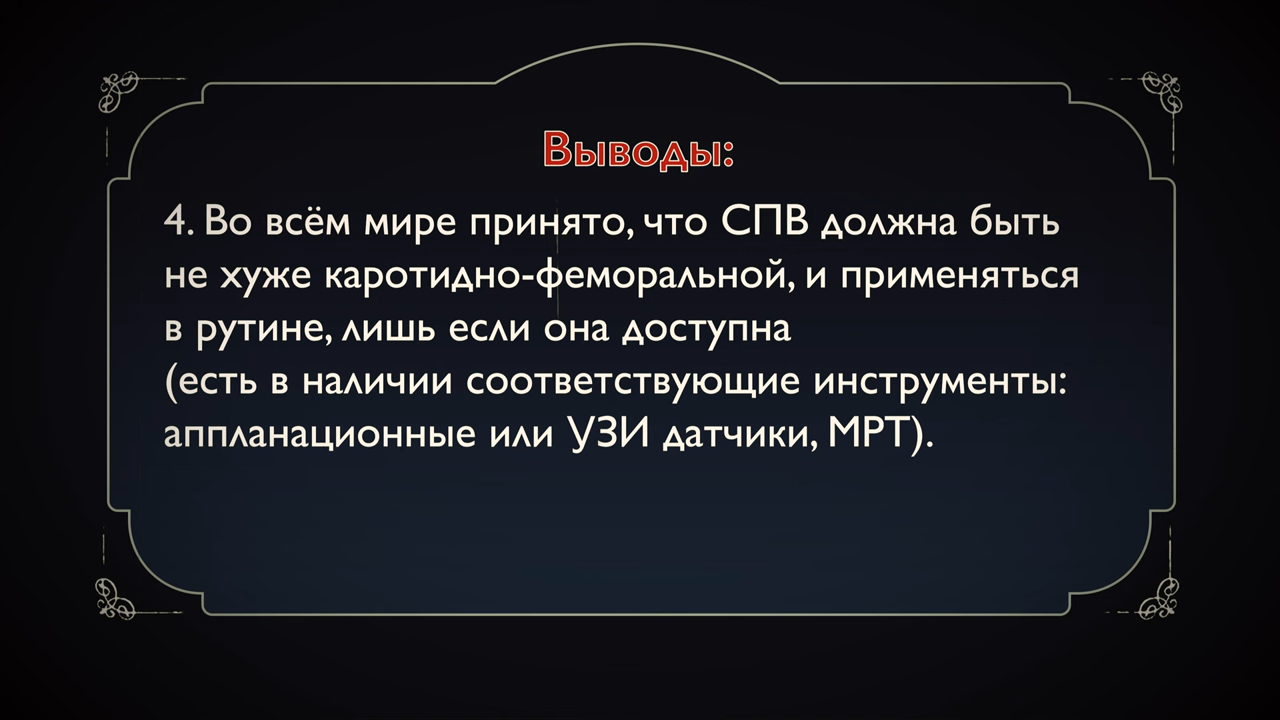 Выводы:
4. Во всём мире принято, что СПВ должна быть
не хуже каротидно-феморальной, и применяться
в рутине, лишь если она доступна
(есть в наличии соответствующие инструменты:
аппланационные или УЗИ датчики, МРТ).